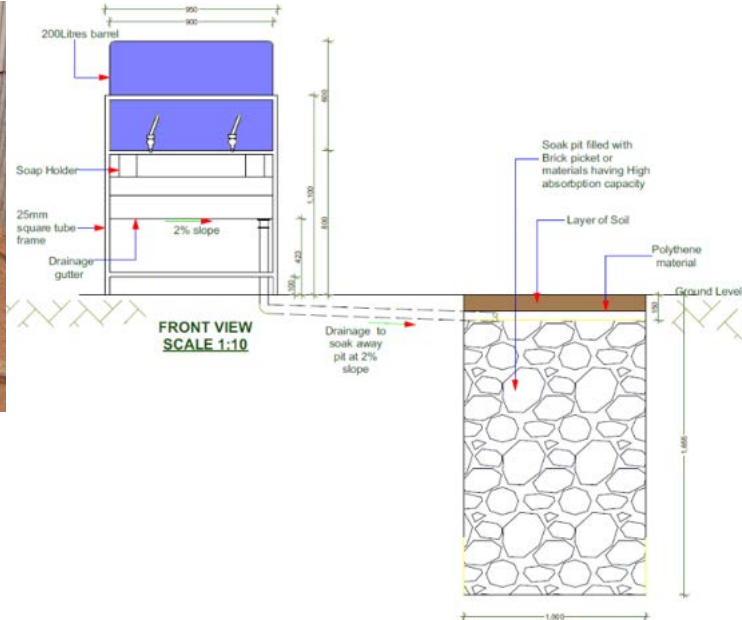 950
900
200Litres barrel
600
1,100
800
Soap Holder
25mm
square tube
frame
2% slope
Drainage
gutter
423
100
FRONT VIEW
SCALE 1:10
Drainage to
soak away
pit at 2%
slope
Soak pit filled with
Brick picket or
materials having High
absorbption capacity
Layer of Soil
Polythene
material
Ground Level
150
1,000